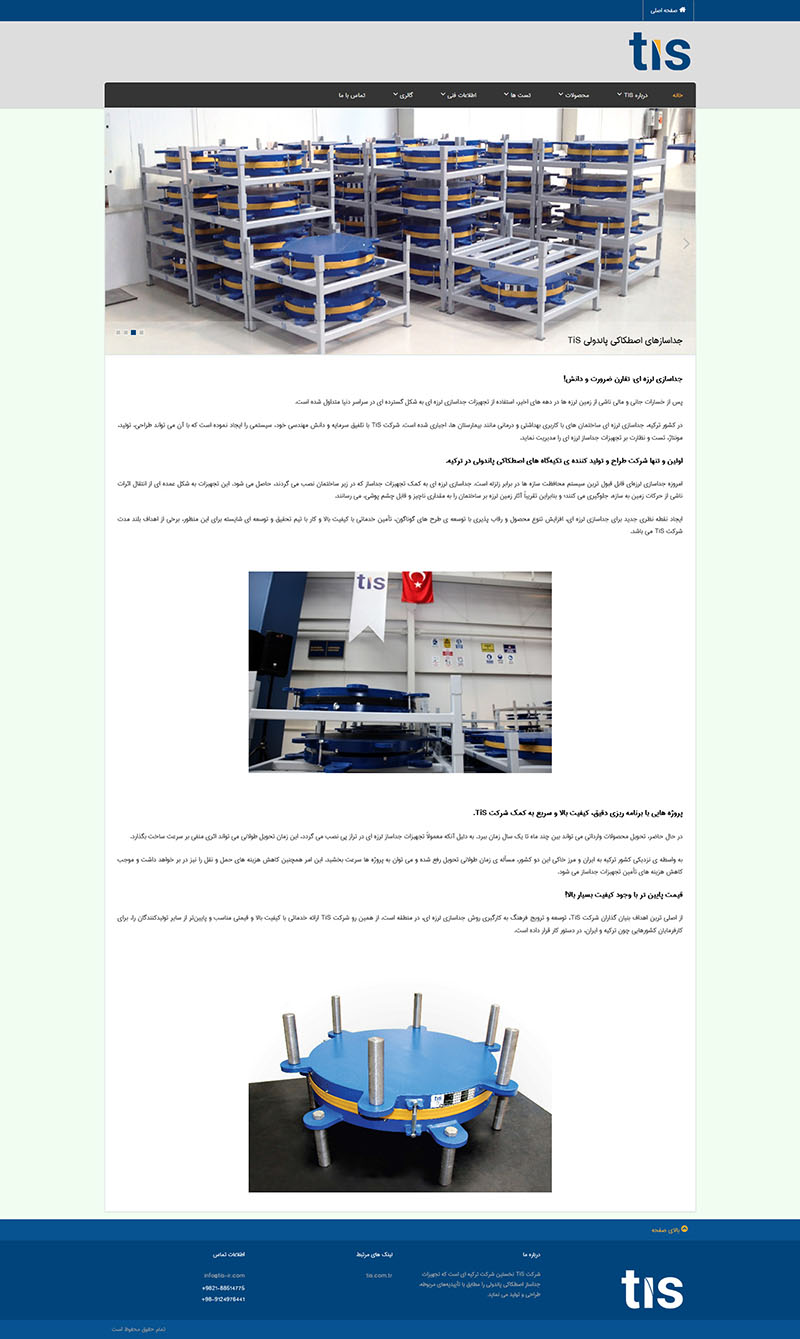 صفحه اصلی
tis
خانه
درباره TiS
محصولات
تست ها
اطلاعات فنی
گالری
تماس با ما
جداسازهای اصطکاکی پاندولی TiS
جداسازی لرزه ای: تقارن ضرورت و دانش!
پس از خسارات جانی و مالی ناشی از زمین لرزه ها در دهه های اخیر، استفاده از تجهیزات جداسازی لرزه ای به شکل گسترده ای در سراسر دنیا متداول شده است.
در کشور ترکیه، جداسازی لرزه ای ساختمان های با کاربری بهداشتی و درمانی مانند بیمارستان ها، اجباری شده است. شرکت TiS با تلفیق سرمایه و دانش مهندسی خود، سیستمی را ایجاد نموده است که با آن می تواند طراحی، تولید،
مونتاژ، تست و نظارت بر تجهیزات جداساز لرزه ای را مدیریت نماید.
اولین و تنها شرکت طراح و تولید کننده ی تکیه‌گاه های اصطکاکی پاندولی در ترکیه.
امروزه جداسازی لرزه‌ای قابل قبول ترین سیستم محافظت سازه ها در برابر زلزله است. جداسازی لرزه ای به کمک تجهیزات جداساز که در زیر ساختمان نصب می گردند، حاصل می شود. این تجهیزات به شکل عمده ای از انتقال اثرات
ناشی از حرکات زمین به سازه، جلوگیری می کنند؛ و بنابراین تقریباً آثار زمین لرزه بر ساختمان را به مقداری ناچیز و قابل چشم پوشی، می رسانند.
ایجاد نقطه نظری جدید برای جداسازی لرزه ای، افزایش تنوع محصول و رقابت پذیری با توسعه ی طرح های گوناگون، تأمین خدماتی با کیفیت بالا و کار با تیم تحقیق و توسعه ای شایسته برای این منظور، برخی از اهداف بلند مدت
شرکت TiS می باشد.
tis
پروژه هایی با برنامه ریزی دقیق، کیفیت بالا و سریع به کمک شرکت TiS.
در حال حاضر، تحویل محصولات وارداتی می تواند بین چند ماه تا یک سال زمان ببرد. به دلیل آنکه معمولاً تجهیزات جداساز لرزه ای در تراز پی نصب می گردد، این زمان تحویل طولانی می تواند اثری منفی بر سرعت ساخت بگذارد.
به واسطه ی نزدیکی کشور ترکیه به ایران و مرز خاکی این دو کشور، مسأله ی زمان طولانی تحویل رفع شده و می توان به پروژه ها سرعت بخشید. این امر همچنین کاهش هزینه های حمل و نقل را نیز در بر خواهد داشت و موجب
کاهش هزینه های تأمین تجهیزات جداساز می شود.
قیمت پایین تر با وجود کیفیت بسیار بالا!
از اصلی ترین اهداف بنیان گذاران شرکت TiS، توسعه و ترویج فرهنگ به کارگیری روش جداسازی لرزه ای، در منطقه است. از همین رو شرکت TiS ارائه خدماتی با کیفیت بالا و قیمتی مناسب و پایین‌تر از سایر تولیدکنندگان را، برای
کارفرمایان کشورهایی چون ترکیه و ایران، در دستور کار قرار داده است.
بالای صفحه
tis
درباره ما
شرکت TiS نخستین شرکت ترکیه ای است که تجهیزات
جداساز اصطکاکی پاندولی را مطابق با تأییدیه‌های مربوطه،
طراحی و تولید می نماید.
لینک های مرتبط
tis.com.tr
اطلاعات تماس
info@tis-ir.com
+9821-88514775
+98-9124976441
تمام حقوق محفوظ است